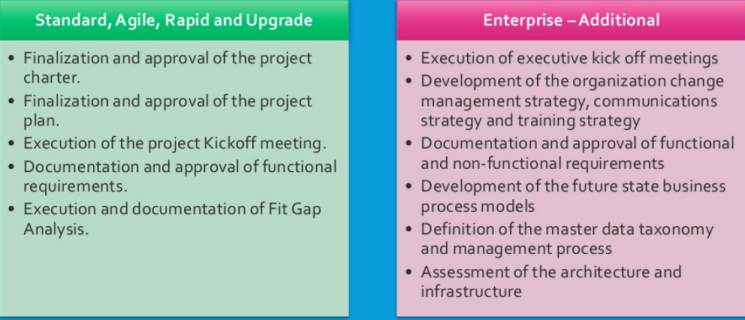 Standard, Agile, Rapid and Upgrade
• Finalization and approval of the project
charter.
• Finalization and approval of the project
plan.
• Execution of the project Kickoff meeting.
• Documentation and approval of functional
requirements.
• Execution and documentation of Fit Gap
Analysis.
Enterprise – Additional
• Execution of executive kick off meetings
• Development of the organization change
management strategy, communications
strategy and training strategy
• Documentation and approval of functional
and non-functional requirements
• Development of the future state business
process models
• Definition of the master data taxonomy
and management process
• Assessment of the architecture and
infrastructure